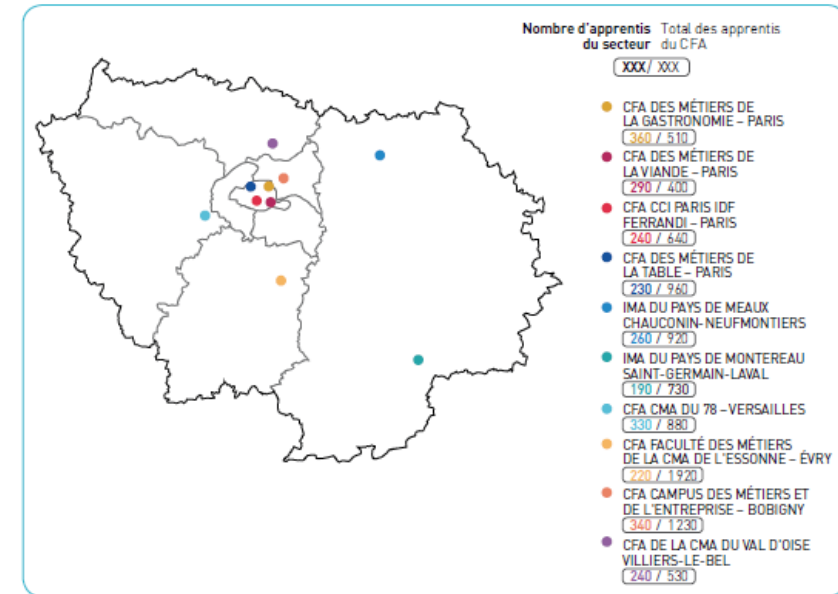 Nombre d'apprentis Total des apprentis
du secteur du CFA
XXX/ XXX
CFA DES MÉTIERS DE
LA GASTRONOMIE – PARIS
360 / 510
CFA DES MÉTIERS DE
LA VIANDE – PARIS
290 / 400
CFA CCI PARIS IDF
FERRANDI – PARIS
240 / 640
CFA DES MÉTIERS DE
LA TABLE – PARIS
230 / 960
IMA DU PAYS DE MEAUX
CHAUCONIN-NEUFMONTIERS
260 / 920
IMA DU PAYS DE MONTEREAU
SAINT-GERMAIN-LAVAL
190 / 730
CFA CMA DU 78 – VERSAILLES
330 / 880
CFA FACULTÉ DES MÉTIERS
DE LA CMA DE L'ESSONNE – ÉVRY
220 / 1920
CFA CAMPUS DES MÉTIERS ET
DE L'ENTREPRISE – BOBIGNY
340 / 1230
CFA DE LA CMA DU VAL D'OISE
VILLIERS-LE-BEL
240 / 530